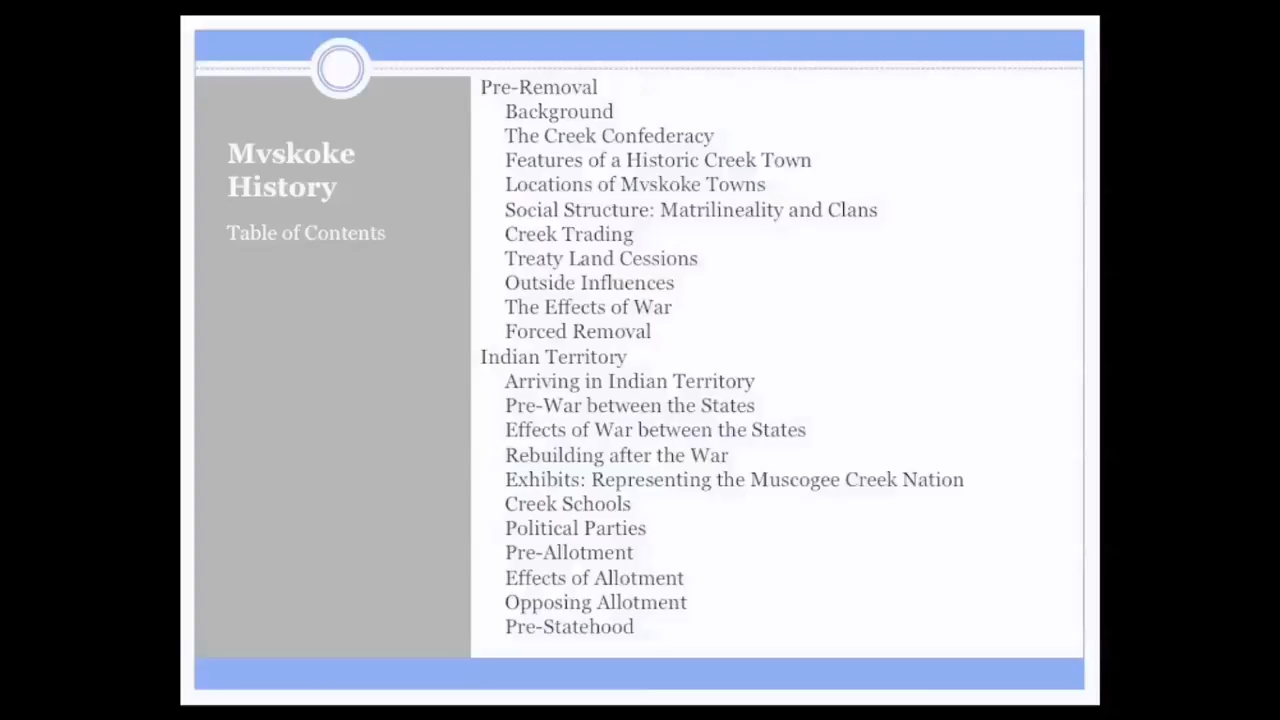 Mvskoke
History
Table of Contents
Pre-Removal
Background
The Creek Confederacy
Features of a Historic Creek Town
Locations of Mvskoke Towns
Social Structure: Matrilineality and Clans
Creek Trading
Treaty Land Cessions
Outside Influences
The Effects of War
Forced Removal
Indian Territory
Arriving in Indian Territory
Pre-War between the States
Effects of War between the States
Rebuilding after the War
Exhibits: Representing the Muscogee Creek Nation
Creek Schools
Political Parties
Pre-Allotment
Effects of Allotment
Opposing Allotment
Pre-Statehood